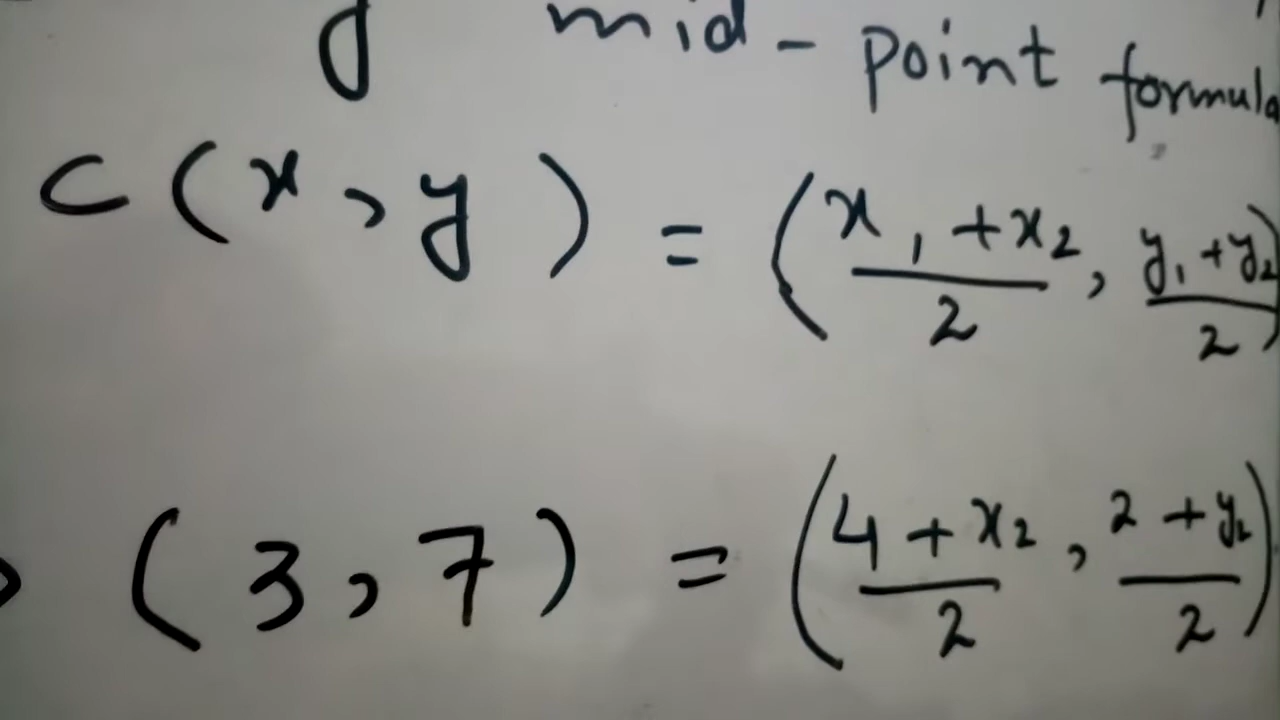 y mid-point formula
C(x, y) = (x₁+x₂/2, y₁+y₂/2)
(3, 7) = (4+x₂/2, 2+y₂/2)